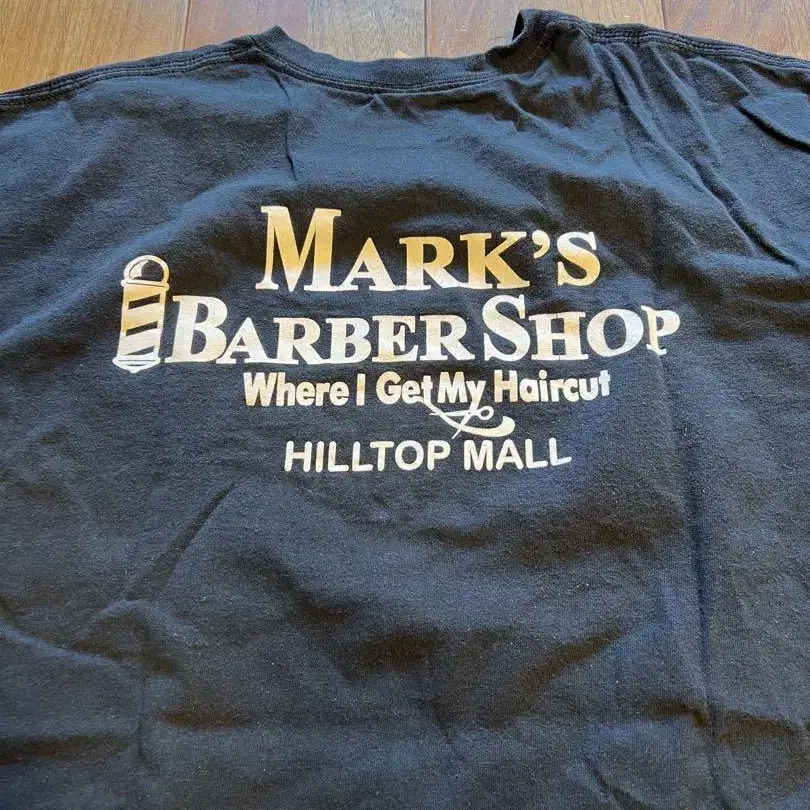 MARK'S
BARBER SHOP
Where I Get My Haircut
HILLTOP MALL